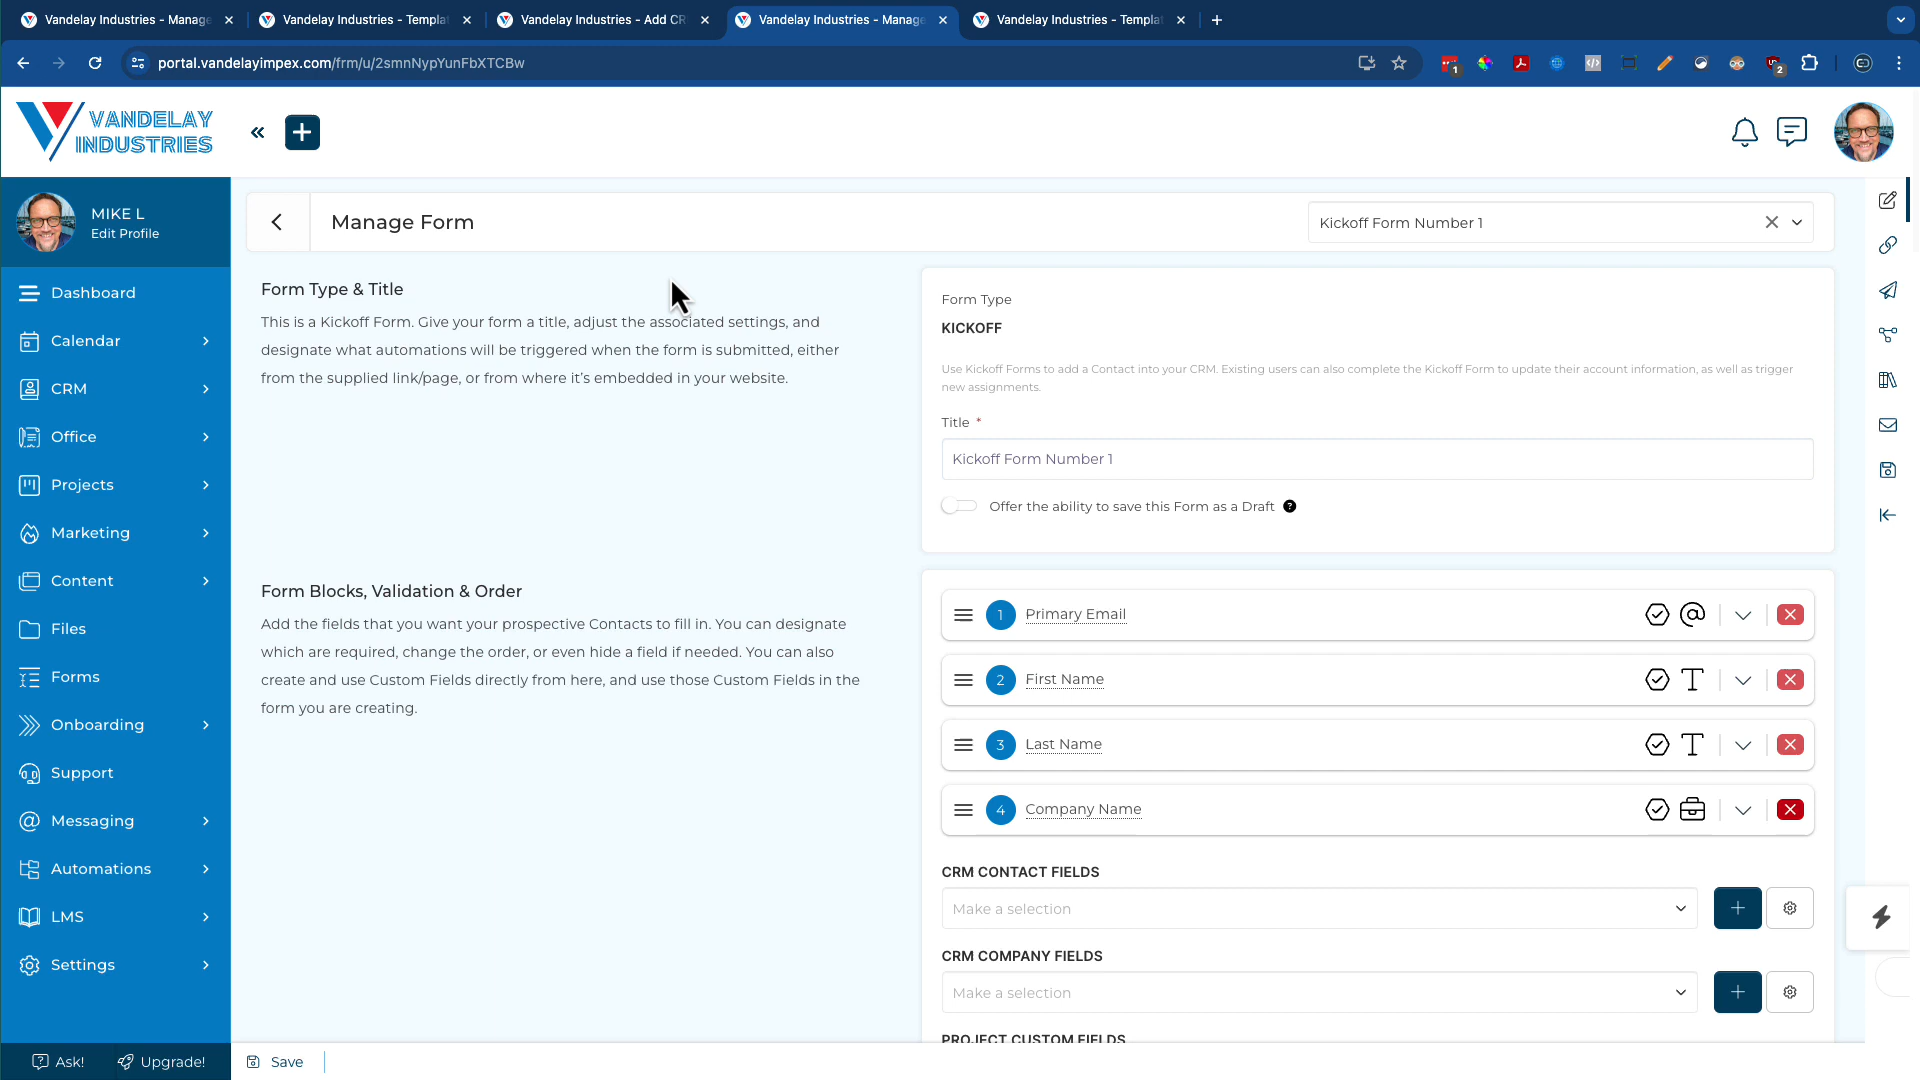 Vandelay Industries - Manage
Vandelay Industries - Templat
Vandelay Industries - Add CR
Vandelay Industries - Manage
Vandelay Industries - Templat
portal.vandelayimpex.com/frm/u/2smnNypYunFbXTCBw
1
2
VANDELAY
INDUSTRIES
MIKE L
Edit Profile
Dashboard
Calendar
CRM
Office
Projects
Marketing
Content
Files
Forms
Onboarding
Support
Messaging
Automations
LMS
Settings
Ask!
Upgrade!
Manage Form
Kickoff Form Number 1
Form Type & Title
This is a Kickoff Form. Give your form a title, adjust the associated settings, and
designate what automations will be triggered when the form is submitted, either
from the supplied link/page, or from where it's embedded in your website.
Form Type
KICKOFF
Use Kickoff Forms to add a Contact into your CRM. Existing users can also complete the Kickoff Form to update their account information, as well as trigger
new assignments.
Title *
Kickoff Form Number 1
Offer the ability to save this Form as a Draft ?
Form Blocks, Validation & Order
Add the fields that you want your prospective Contacts to fill in. You can designate
which are required, change the order, or even hide a field if needed. You can also
create and use Custom Fields directly from here, and use those Custom Fields in the
form you are creating.
1 Primary Email
2 First Name
3 Last Name
4 Company Name
CRM CONTACT FIELDS
Make a selection
CRM COMPANY FIELDS
Make a selection
PROJECT CUSTOM FIELDS
Save